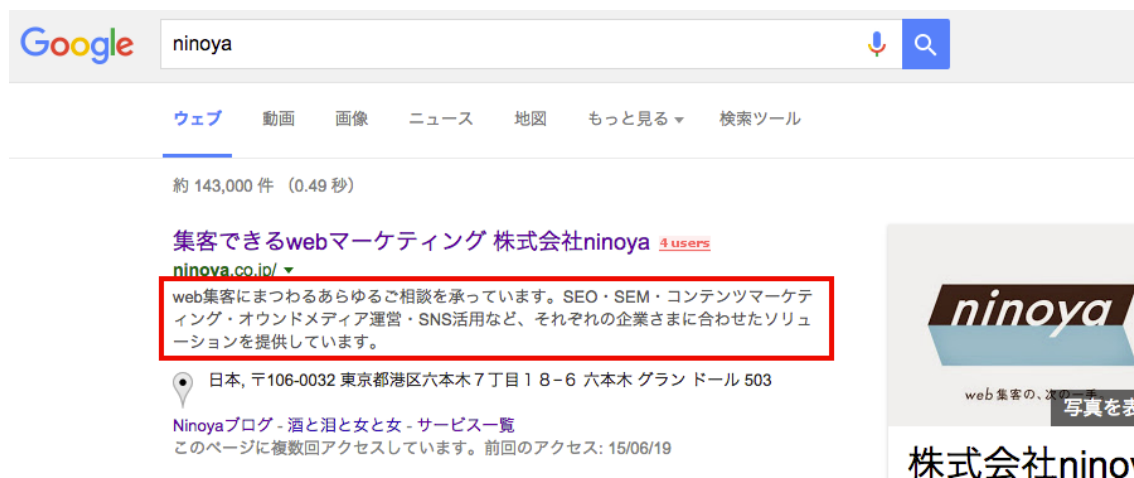 Google
ninoya
ウェブ 動画 画像 ニュース 地図 もっと見る 検索ツール
約 143,000 件 （0.49 秒）
集客できるwebマーケティング 株式会社ninoya 4 users
ninoya.co.jp/
web集客にまつわるあらゆるご相談を承っています。SEO・SEM・コンテンツマーケテ
ィング・オウンドメディア運営・SNS活用など、それぞれの企業さまに合わせたソリュ
ーションを提供しています。
日本, 〒106-0032 東京都港区六本木７丁目１８−６ 六本木 グラン ドール 503
Ninoyaブログ - 酒と泪と女と女 - サービス一覧
このページに複数回アクセスしています。前回のアクセス: 15/06/19
ninoya
web集客の、次の一手。
写真を表
株式会社ninoy